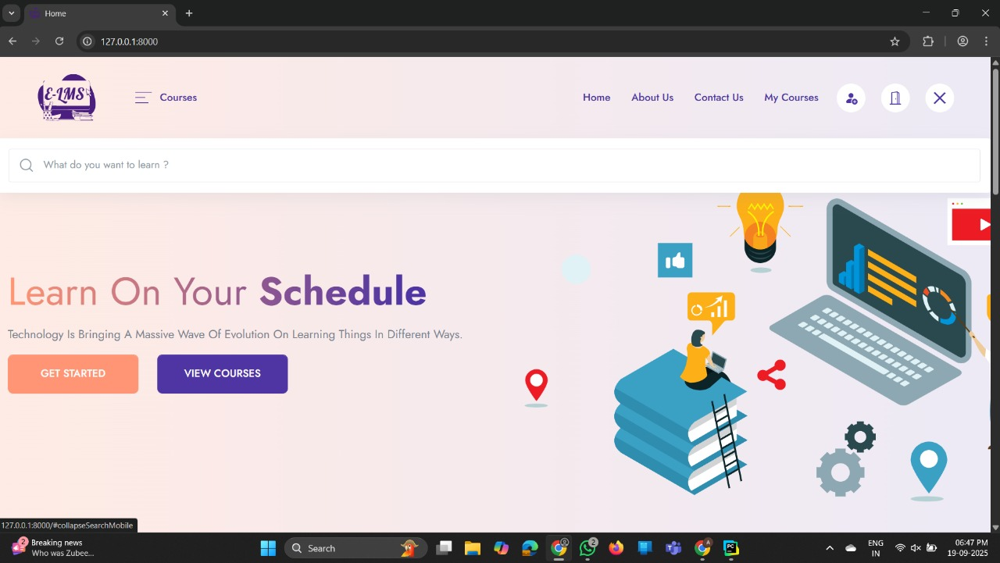 Home
127.0.0.1:8000
E-LMS
Courses
Home
About Us
Contact Us
My Courses
What do you want to learn ?
Learn On Your Schedule
Technology Is Bringing A Massive Wave Of Evolution On Learning Things In Different Ways.
GET STARTED
VIEW COURSES
127.0.0.1:8000/#collapseSearchMobile
2
Breaking news
Who was Zubee...
Search
2
A
PC
ENG
IN
06:47 PM
19-09-2025